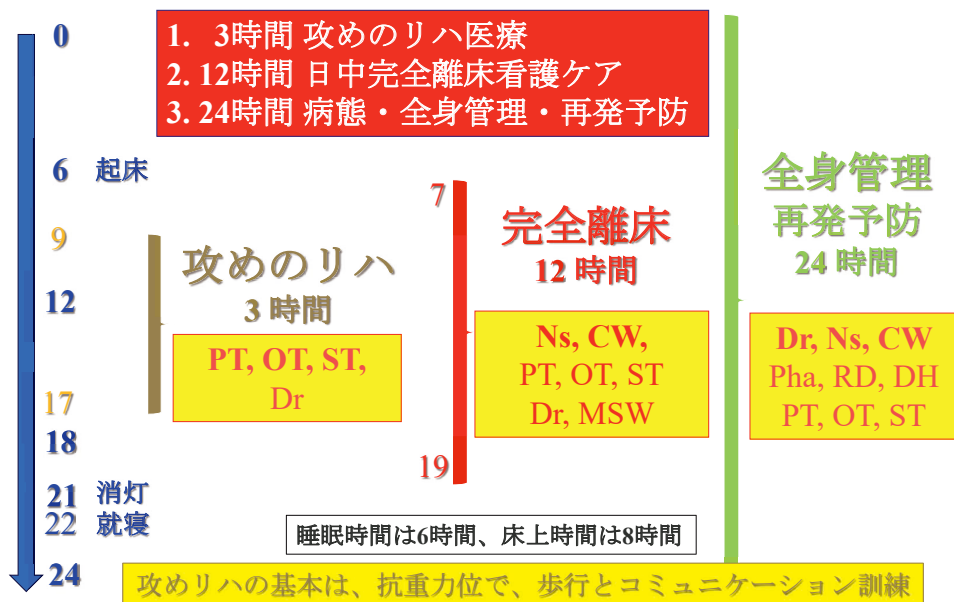 0
1. 3時間 攻めのリハ医療
2. 12時間 日中完全離床看護ケア
3. 24時間 病態・全身管理・再発予防
6 起床
9
12
17
18
21 消灯
22 就寝
24
攻めのリハ
3 時間
PT, OT, ST,
Dr
7
完全離床
12 時間
Ns, CW,
PT, OT, ST
Dr, MSW
19
全身管理
再発予防
24 時間
Dr, Ns, CW
Pha, RD, DH
PT, OT, ST
睡眠時間は6時間、床上時間は8時間
攻めリハの基本は、抗重力位で、歩行とコミュニケーション訓練